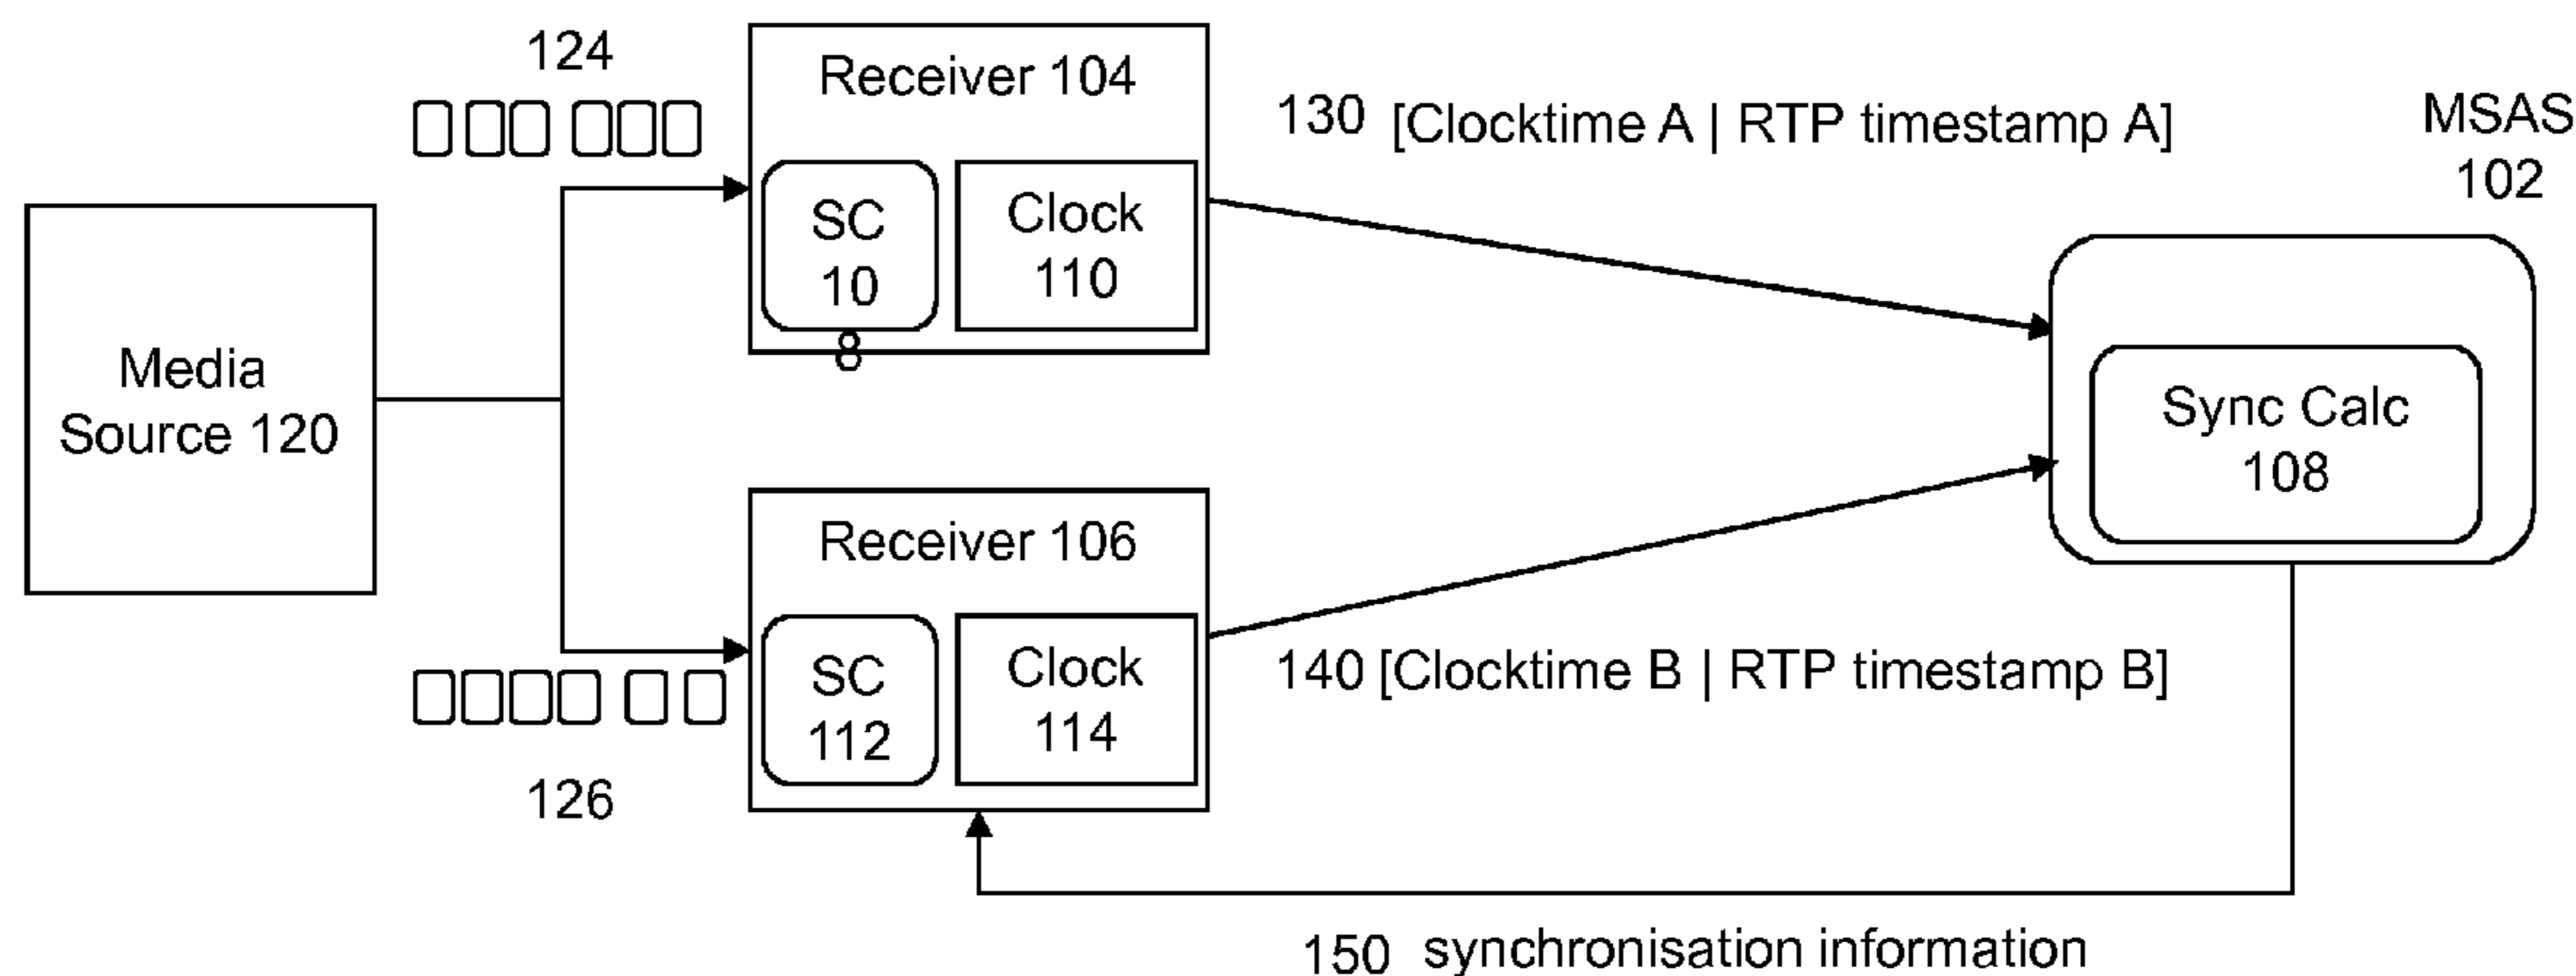 124
Receiver 104
SC
10
8
Clock
110
130 [Clocktime A | RTP timestamp A]
MSAS
102
Media
Source 120
Sync Calc
108
Receiver 106
SC
112
Clock
114
140 [Clocktime B | RTP timestamp B]
126
150 synchronisation information